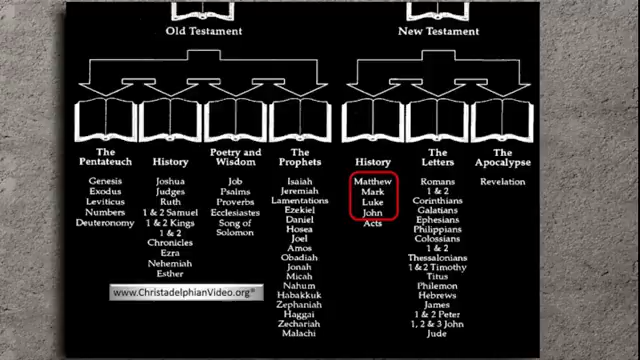 Old Testament
New Testament
The
Pentateuch
Genesis
Exodus
Leviticus
Numbers
Deuteronomy
History
Joshua
Judges
Ruth
1 & 2 Samuel
1 & 2 Kings
1 & 2
Chronicles
Ezra
Nehemiah
Esther
Poetry and
Wisdom
Job
Psalms
Proverbs
Ecclesiastes
Song of
Solomon
The
Prophets
Isaiah
Jeremiah
Lamentations
Ezekiel
Daniel
Hosea
Joel
Amos
Obadiah
Jonah
Micah
Nahum
Habakkuk
Zephaniah
Haggai
Zechariah
Malachi
History
Matthew
Mark
Luke
John
Acts
The
Letters
Romans
1 & 2
Corinthians
Galatians
Ephesians
Philippians
Colossians
1 & 2
Thessalonians
1 & 2 Timothy
Titus
Philemon
Hebrews
James
1 & 2 Peter
1, 2 & 3 John
Jude
The
Apocalypse
Revelation
www.ChristadelphianVideo.org®